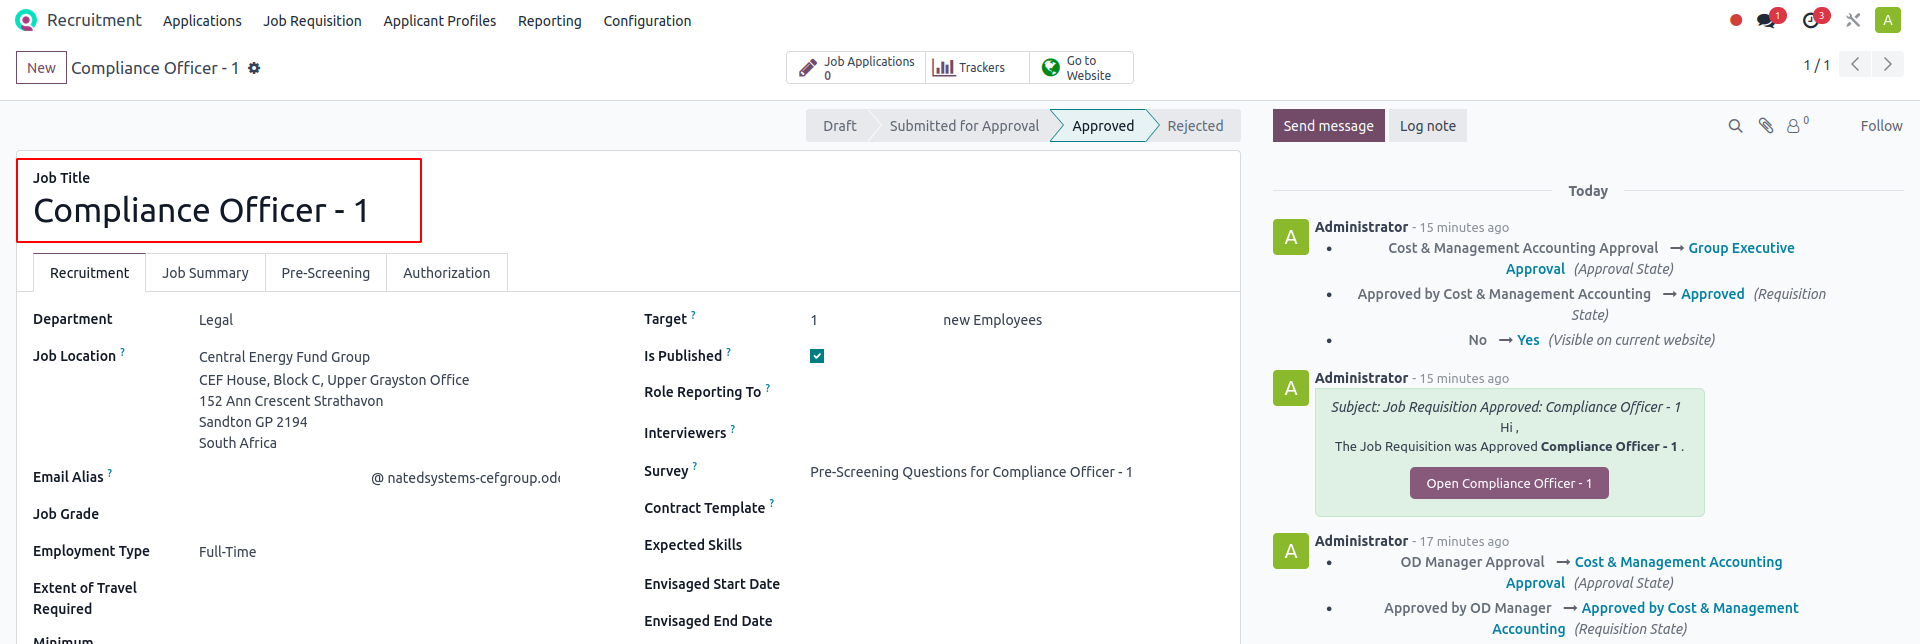 Recruitment Applications Job Requisition Applicant Profiles Reporting Configuration 1 3 A
New Compliance Officer - 1 Job Applications 0 Trackers Go to Website 1 / 1
Draft Submitted for Approval Approved Rejected Send message Log note 0 Follow
Job Title
Compliance Officer - 1
Recruitment Job Summary Pre-Screening Authorization
Department Legal
Job Location ? Central Energy Fund Group
CEF House, Block C, Upper Grayston Office
152 Ann Crescent Strathavon
Sandton GP 2194
South Africa
Email Alias ? @ natedsystems-cefgroup.odo
Job Grade
Employment Type Full-Time
Extent of Travel
Required
Minimum
Target ? 1 new Employees
Is Published ?
Role Reporting To ?
Interviewers ?
Survey ? Pre-Screening Questions for Compliance Officer - 1
Contract Template ?
Expected Skills
Envisaged Start Date
Envisaged End Date
Today
A Administrator - 15 minutes ago
• Cost & Management Accounting Approval → Group Executive
Approval (Approval State)
• Approved by Cost & Management Accounting → Approved (Requisition
State)
• No → Yes (Visible on current website)
A Administrator - 15 minutes ago
Subject: Job Requisition Approved: Compliance Officer - 1
Hi ,
The Job Requisition was Approved Compliance Officer - 1 .
Open Compliance Officer - 1
A Administrator - 17 minutes ago
• OD Manager Approval → Cost & Management Accounting
Approval (Approval State)
• Approved by OD Manager → Approved by Cost & Management
Accounting (Requisition State)